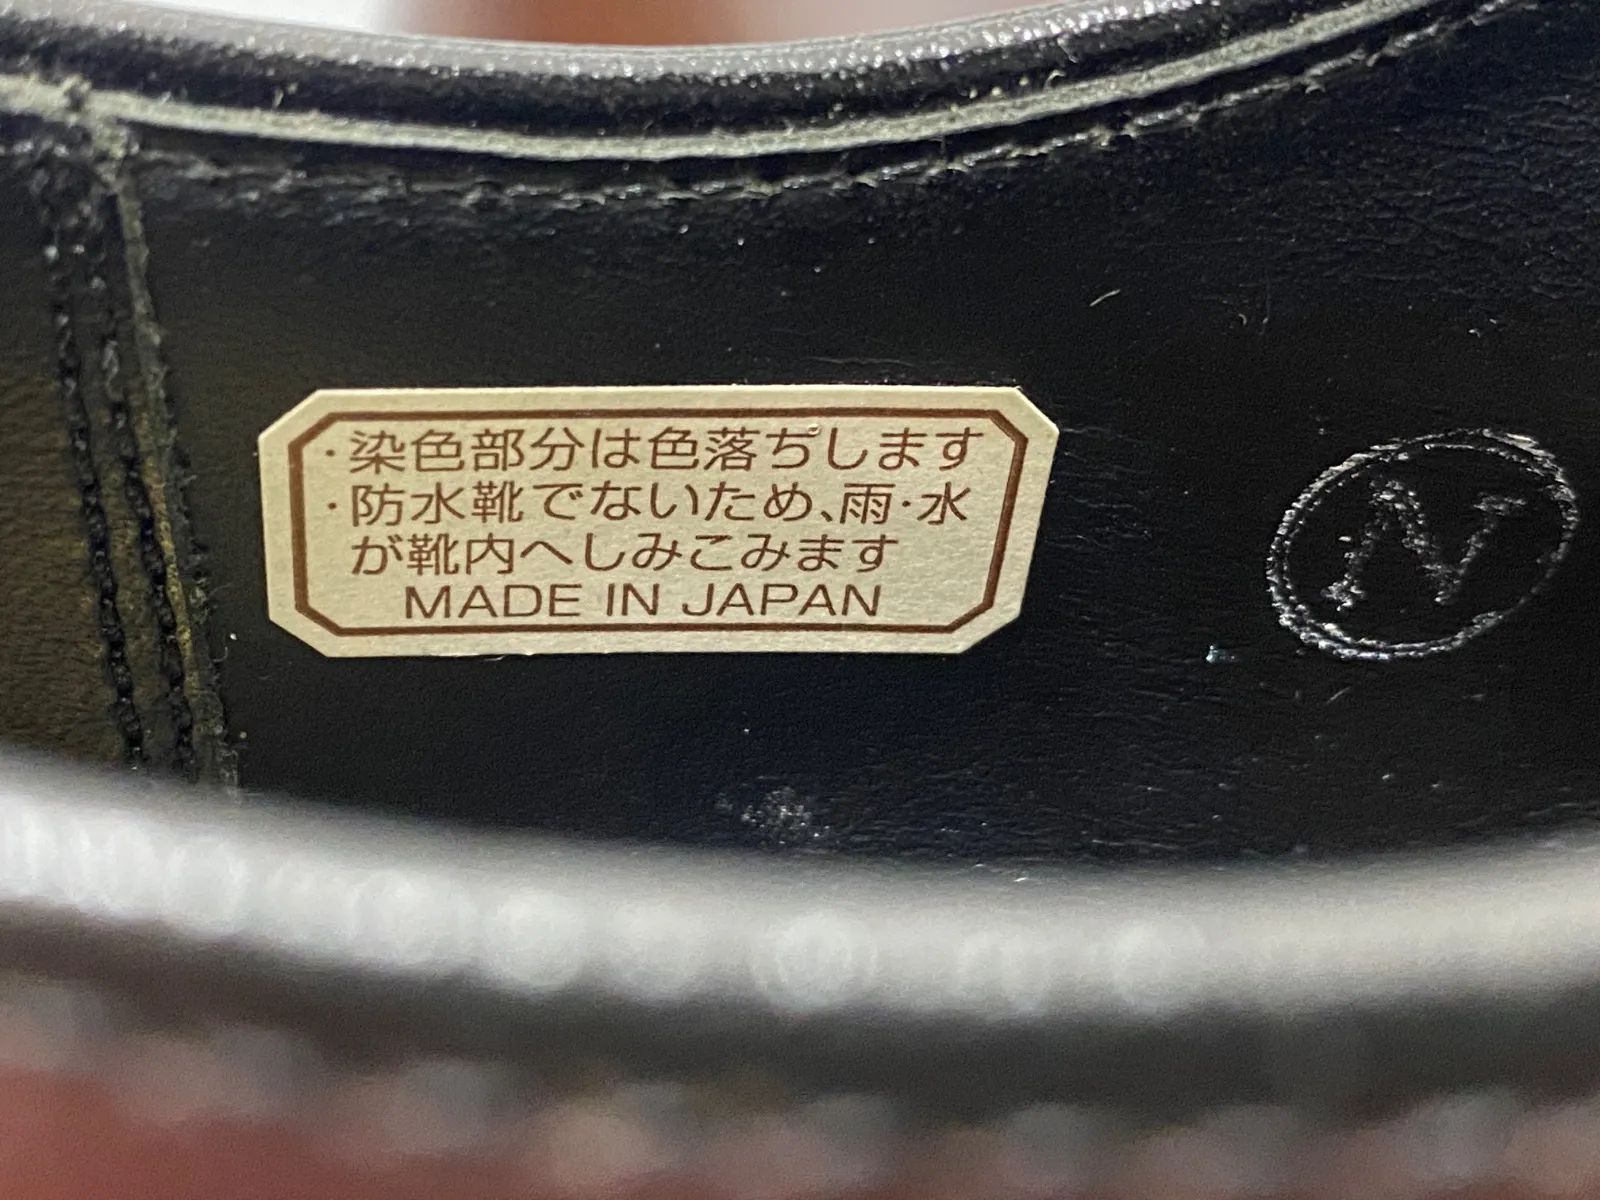 ・染色部分は色落ちします
・防水靴でないため、雨・水
が靴内へしみこみます
MADE IN JAPAN
N